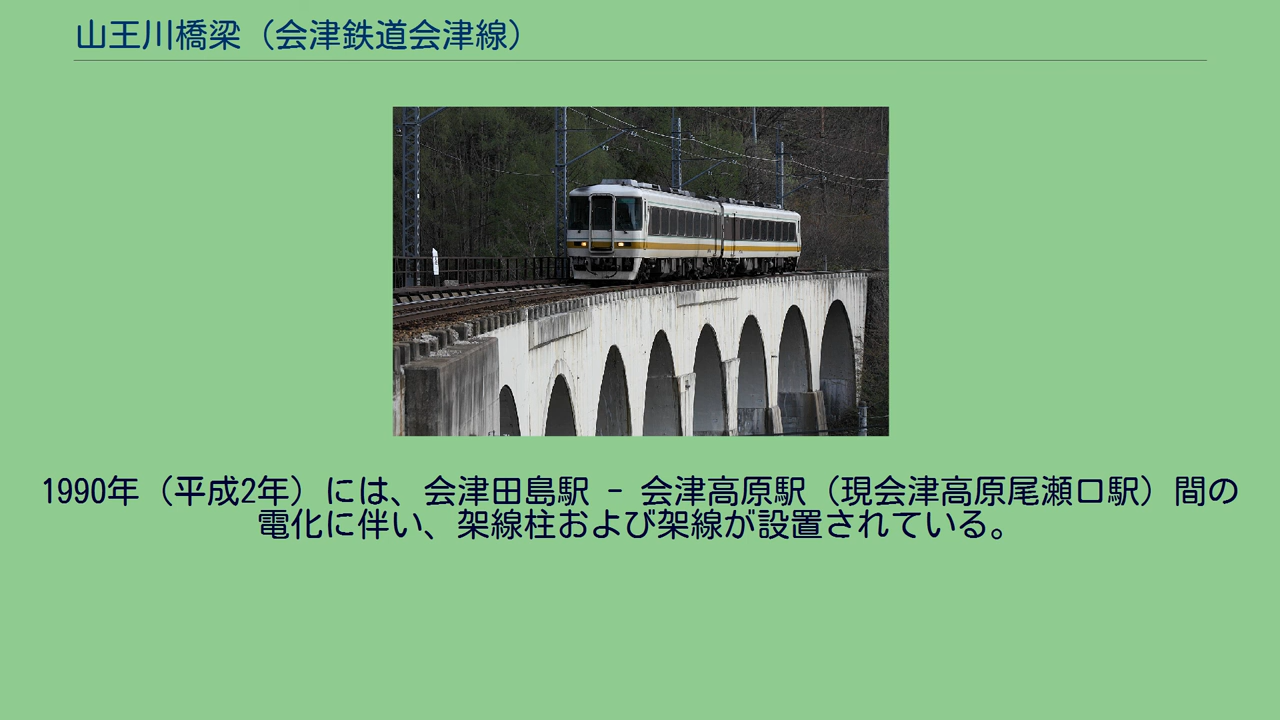 山王川橋梁（会津鉄道会津線）
1990年（平成2年）には、会津田島駅 - 会津高原駅（現会津高原尾瀬口駅）間の
電化に伴い、架線柱および架線が設置されている。